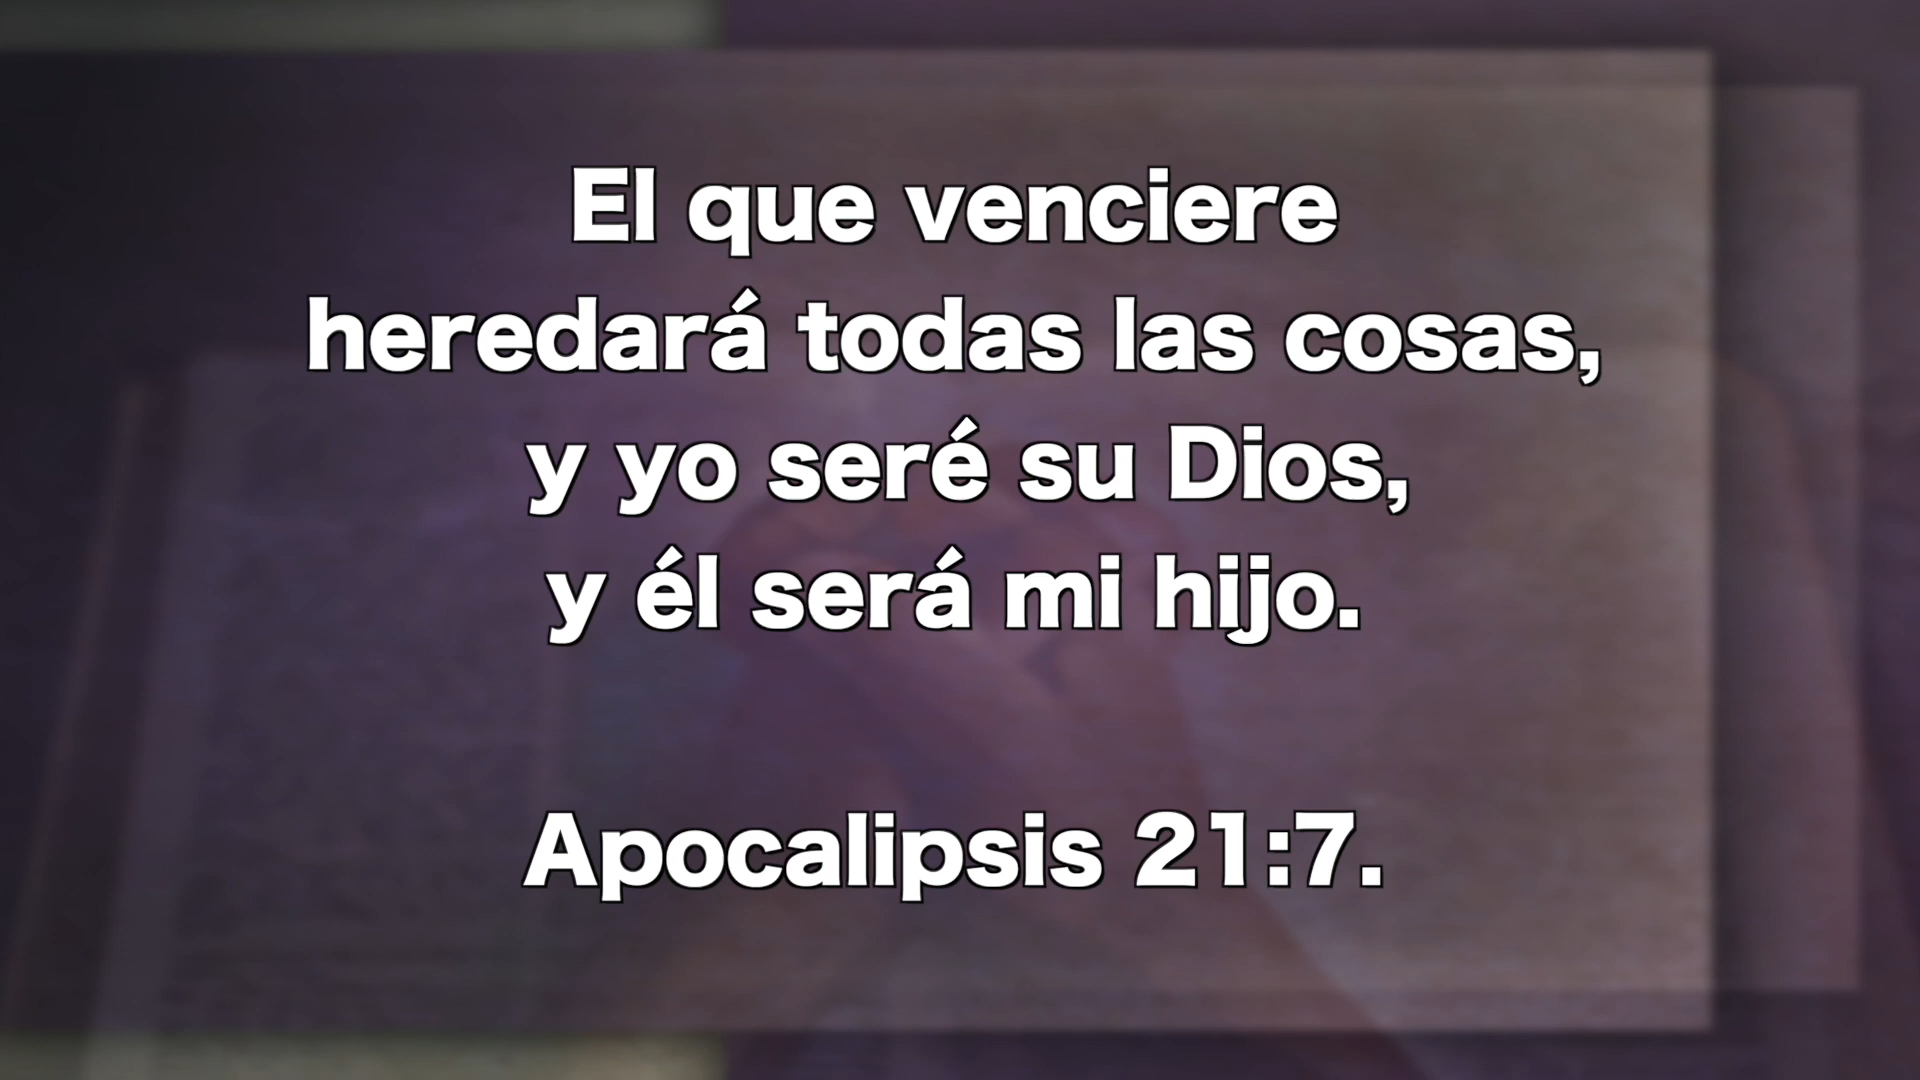 El que venciere
heredará todas las cosas,
y yo seré su Dios,
y él será mi hijo.
Apocalipsis 21:7.